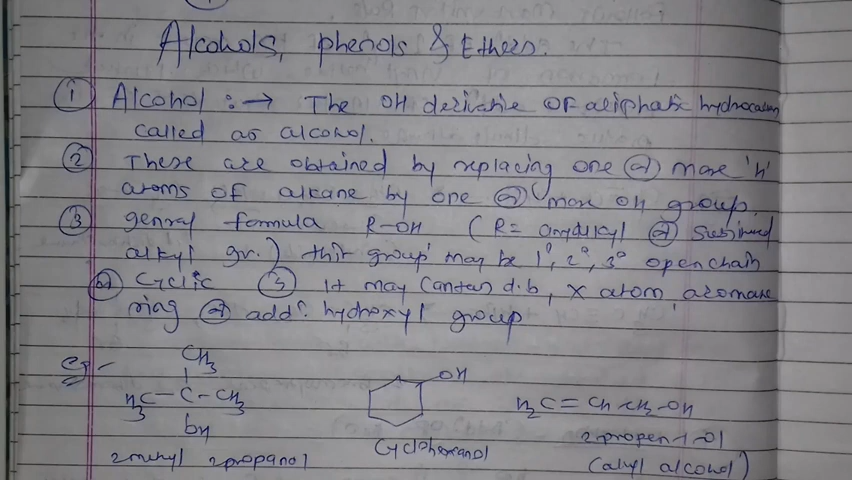 Alcohols, phenols & Ethers.
① Alcohol :→ The OH derivative OF aliphatic hydrocarbon
called as alcohol.
② These are obtained by replacing one or more 'H'
atoms of alkane by one or more OH group.
③ genral formula R-OH (R= any alkyl or
alkyl gr.) this group may be 1°, 2°, 3° open chain
or cyclic ③ It may contan d.b, X atom, aromatic
ring or addn hydroxyl group
eg-
CH3
H3C-C-CH3
OH
2 methyl 2 propanol
OH
Cyclohexanol
H2C=CH-CH2-OH
2 propen-1-ol
(allyl alcohol)